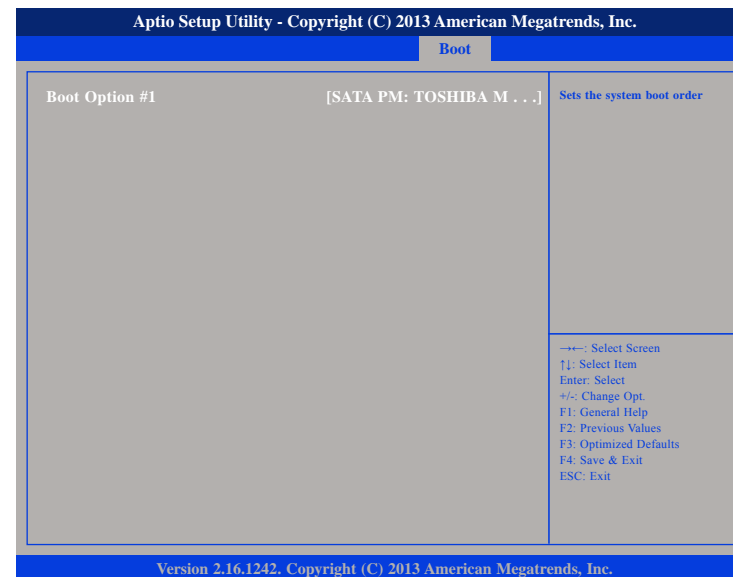 Aptio Setup Utility - Copyright (C) 2013 American Megatrends, Inc.
Boot
Boot Option #1 [SATA PM: TOSHIBA M . . .]
Sets the system boot order
→←: Select Screen
↑↓: Select Item
Enter: Select
+/-: Change Opt.
F1: General Help
F2: Previous Values
F3: Optimized Defaults
F4: Save & Exit
ESC: Exit
Version 2.16.1242. Copyright (C) 2013 American Megatrends, Inc.